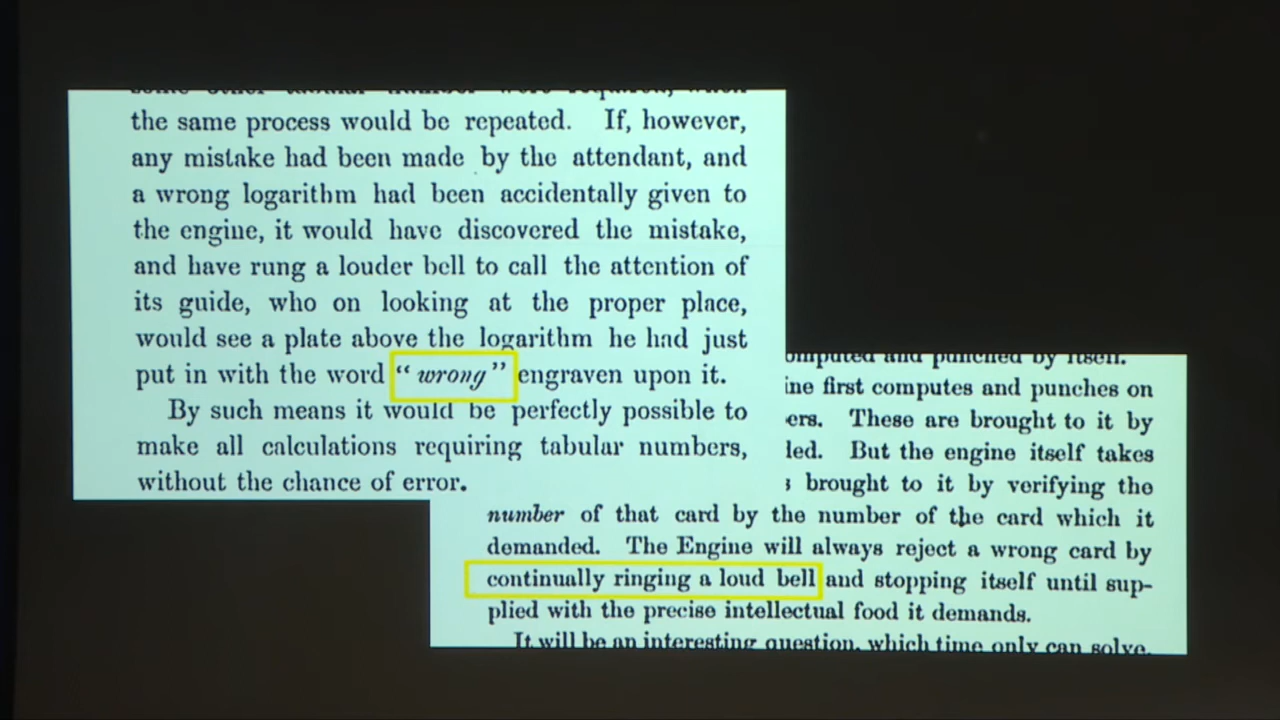 the same process would be repeated. If, however,
any mistake had been made by the attendant, and
a wrong logarithm had been accidentally given to
the engine, it would have discovered the mistake,
and have rung a louder bell to call the attention of
its guide, who on looking at the proper place,
would see a plate above the logarithm he had just
put in with the word “wrong” engraven upon it.
By such means it would be perfectly possible to
make all calculations requiring tabular numbers,
without the chance of error.
computed and punched by itself.
ine first computes and punches on
ers. These are brought to it by
led. But the engine itself takes
s brought to it by verifying the
number of that card by the number of the card which it
demanded. The Engine will always reject a wrong card by
continually ringing a loud bell and stopping itself until sup-
plied with the precise intellectual food it demands.
It will be an interesting question, which time only can solve,